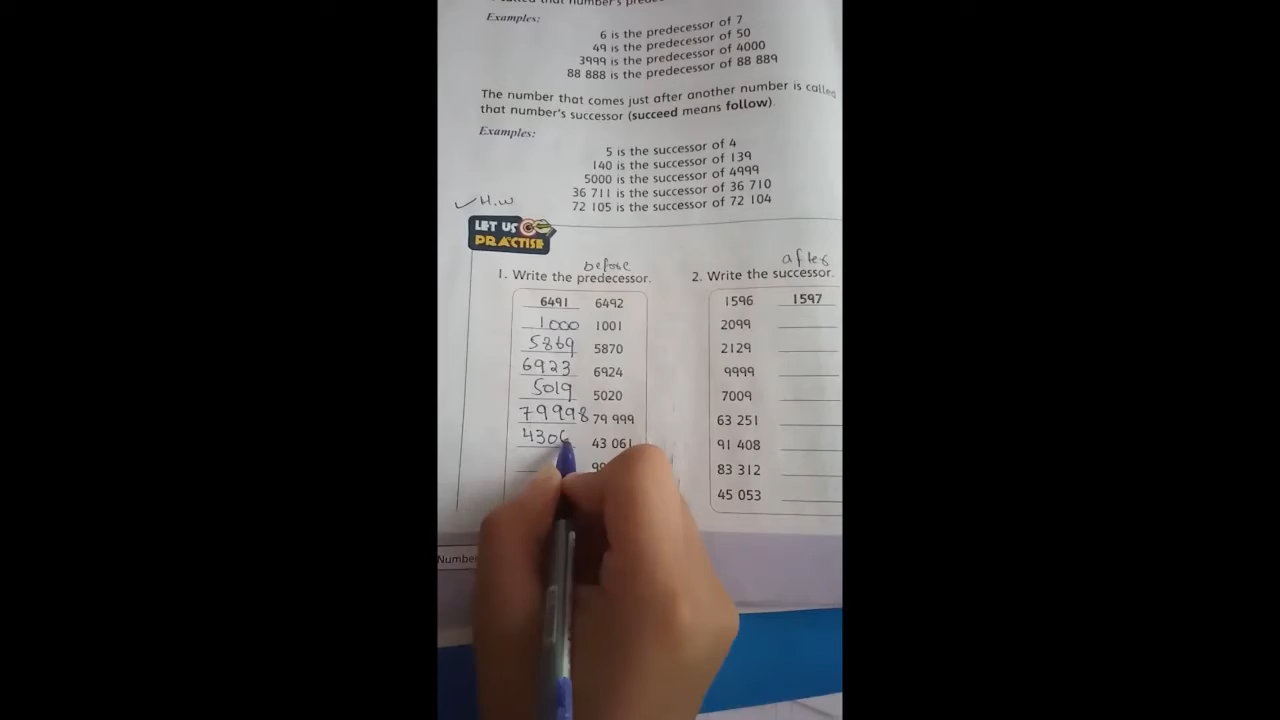 called that number's
Examples:
6 is the predecessor of 7
49 is the predecessor of 50
3999 is the predecessor of 4000
88 888 is the predecessor of 88 889
The number that comes just after another number is called
that number's successor (succeed means follow).
Examples:
5 is the successor of 4
140 is the successor of 139
5000 is the successor of 4999
36 711 is the successor of 36 710
72 105 is the successor of 72 104
H.W
LET US
PRACTISE
before
1. Write the predecessor.
6491 6492
1000 1001
5869 5870
6923 6924
5019 5020
79998 79 999
4306 43 061
after
2. Write the successor.
1596 1597
2099
2129
9999
7009
63 251
91 408
83 312
45 053
Number